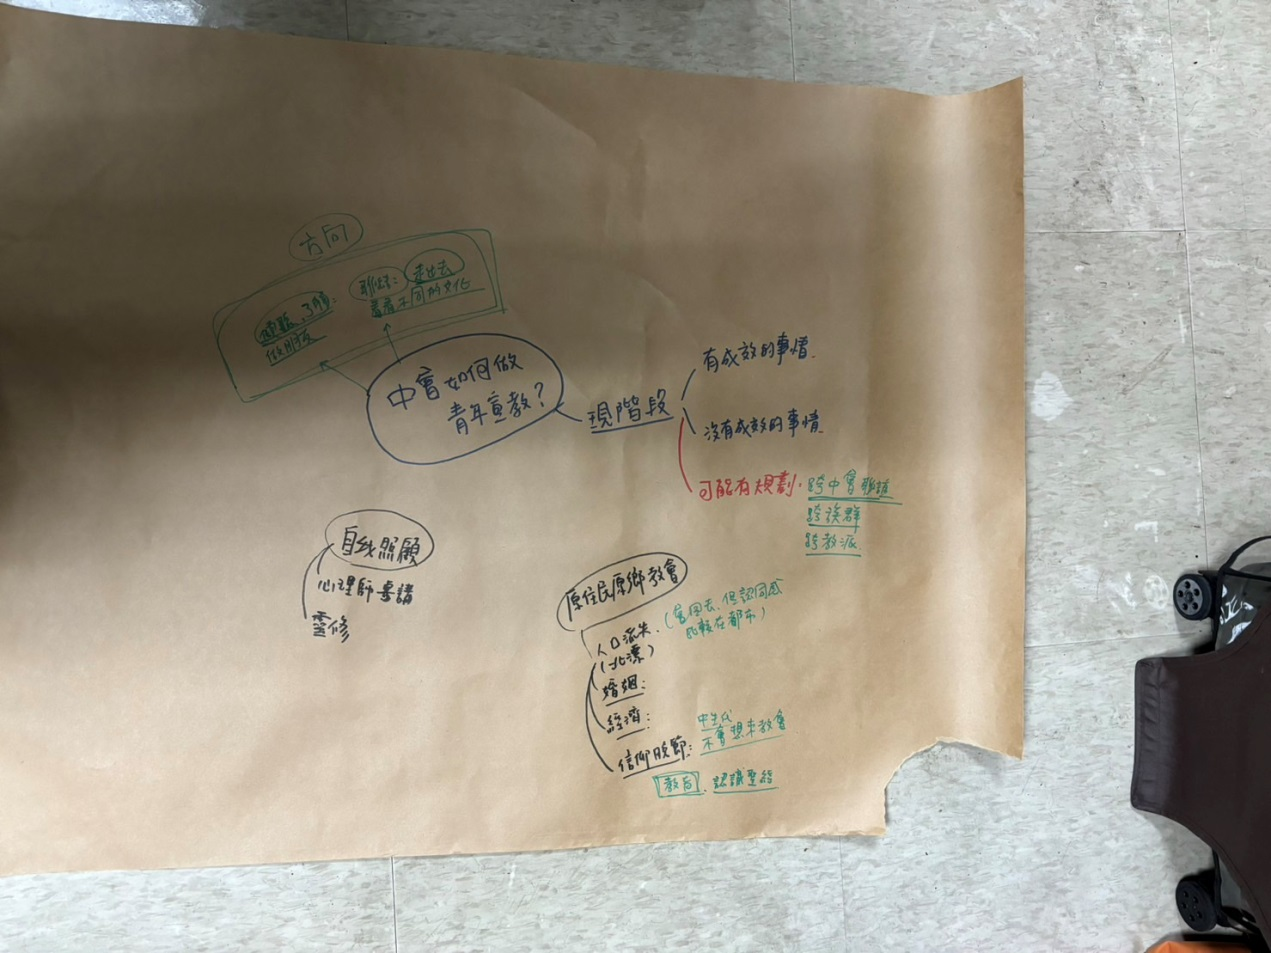 方向
聯誼: 走出去
看看不同的文化
體驗、了解:
做門徒
中會如何做
青年宣教?
現階段
有成效的事情
沒有成效的事情
可能有規劃. 跨中會聯誼
跨族群
跨教派
自我照顧
心理師專講
靈修
原住民原鄉教會
人口流失.
(北漂)
(會回去、但認同感
比較在都市)
婚姻:
經濟:
信仰脫節:
中生代
不會想來教會
教育. 認識聖經